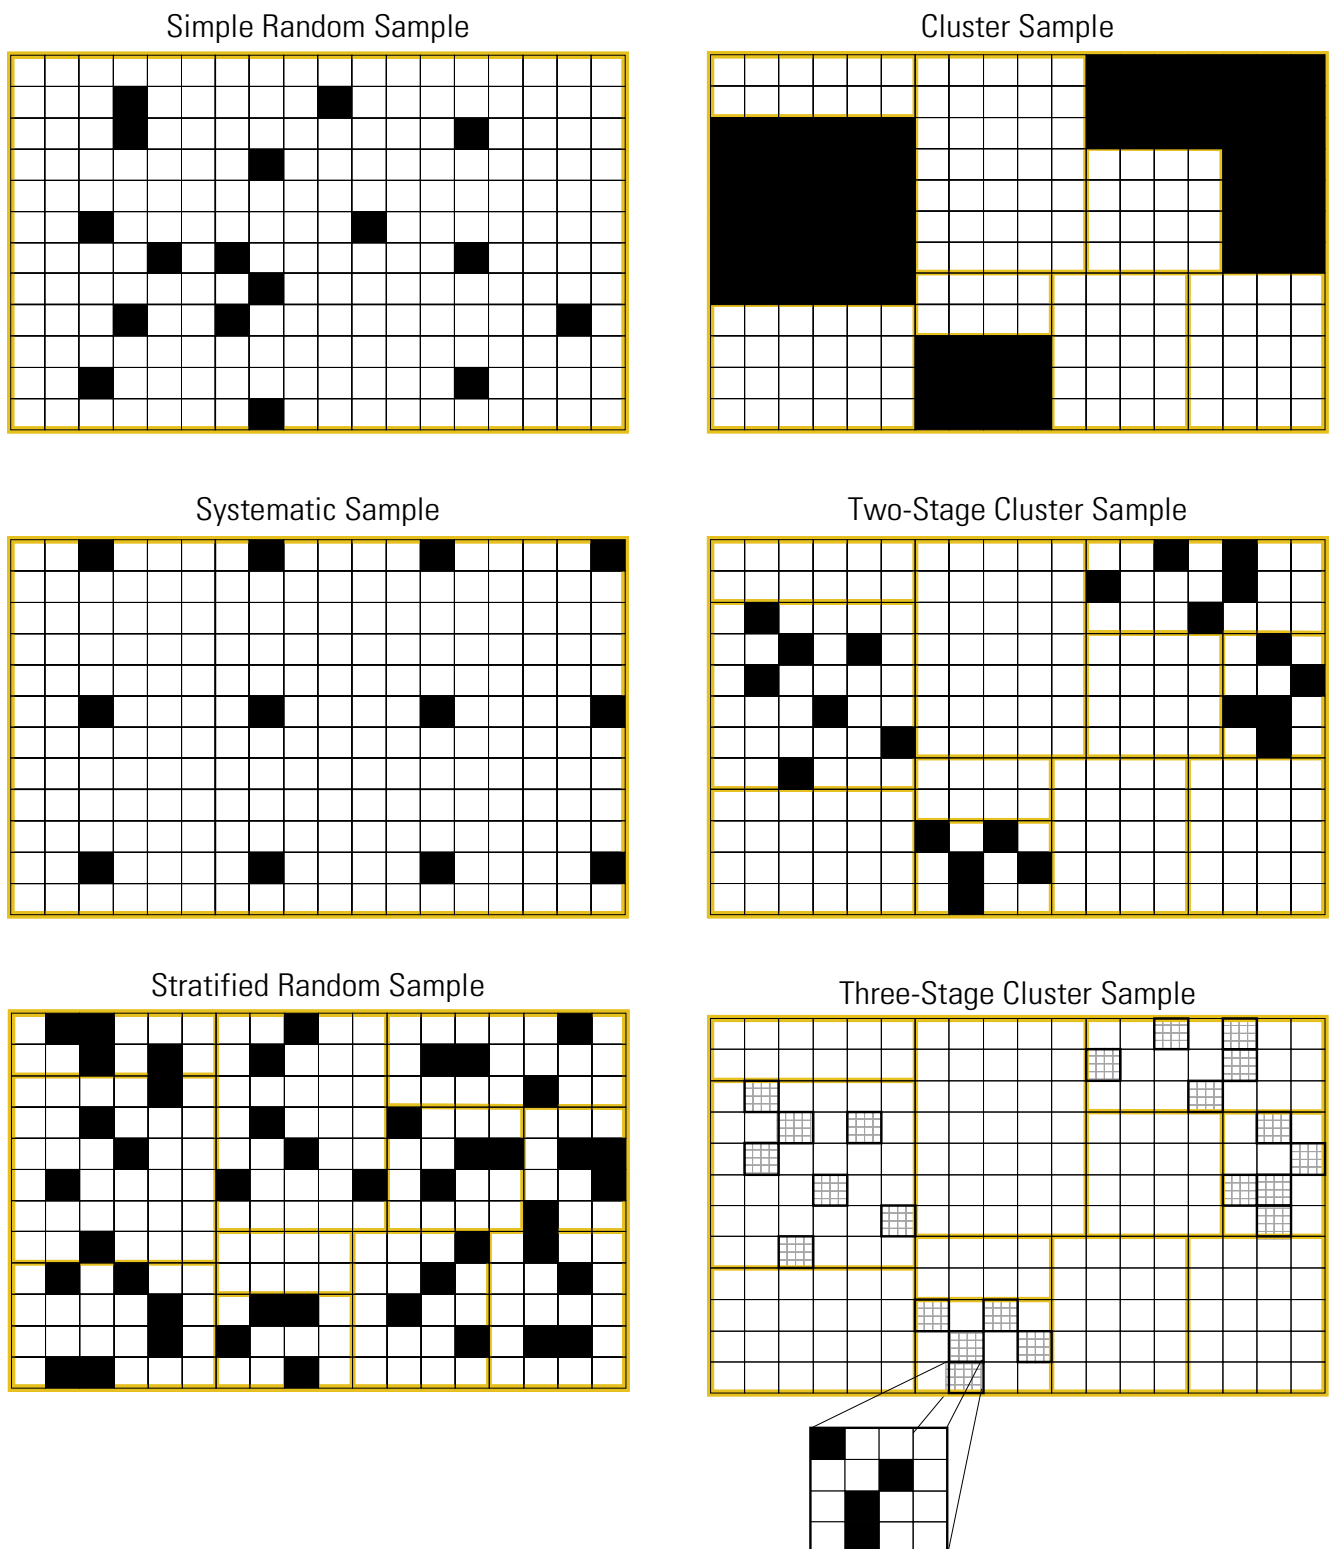 Simple Random Sample
Cluster Sample
Systematic Sample
Two-Stage Cluster Sample
Stratified Random Sample
Three-Stage Cluster Sample